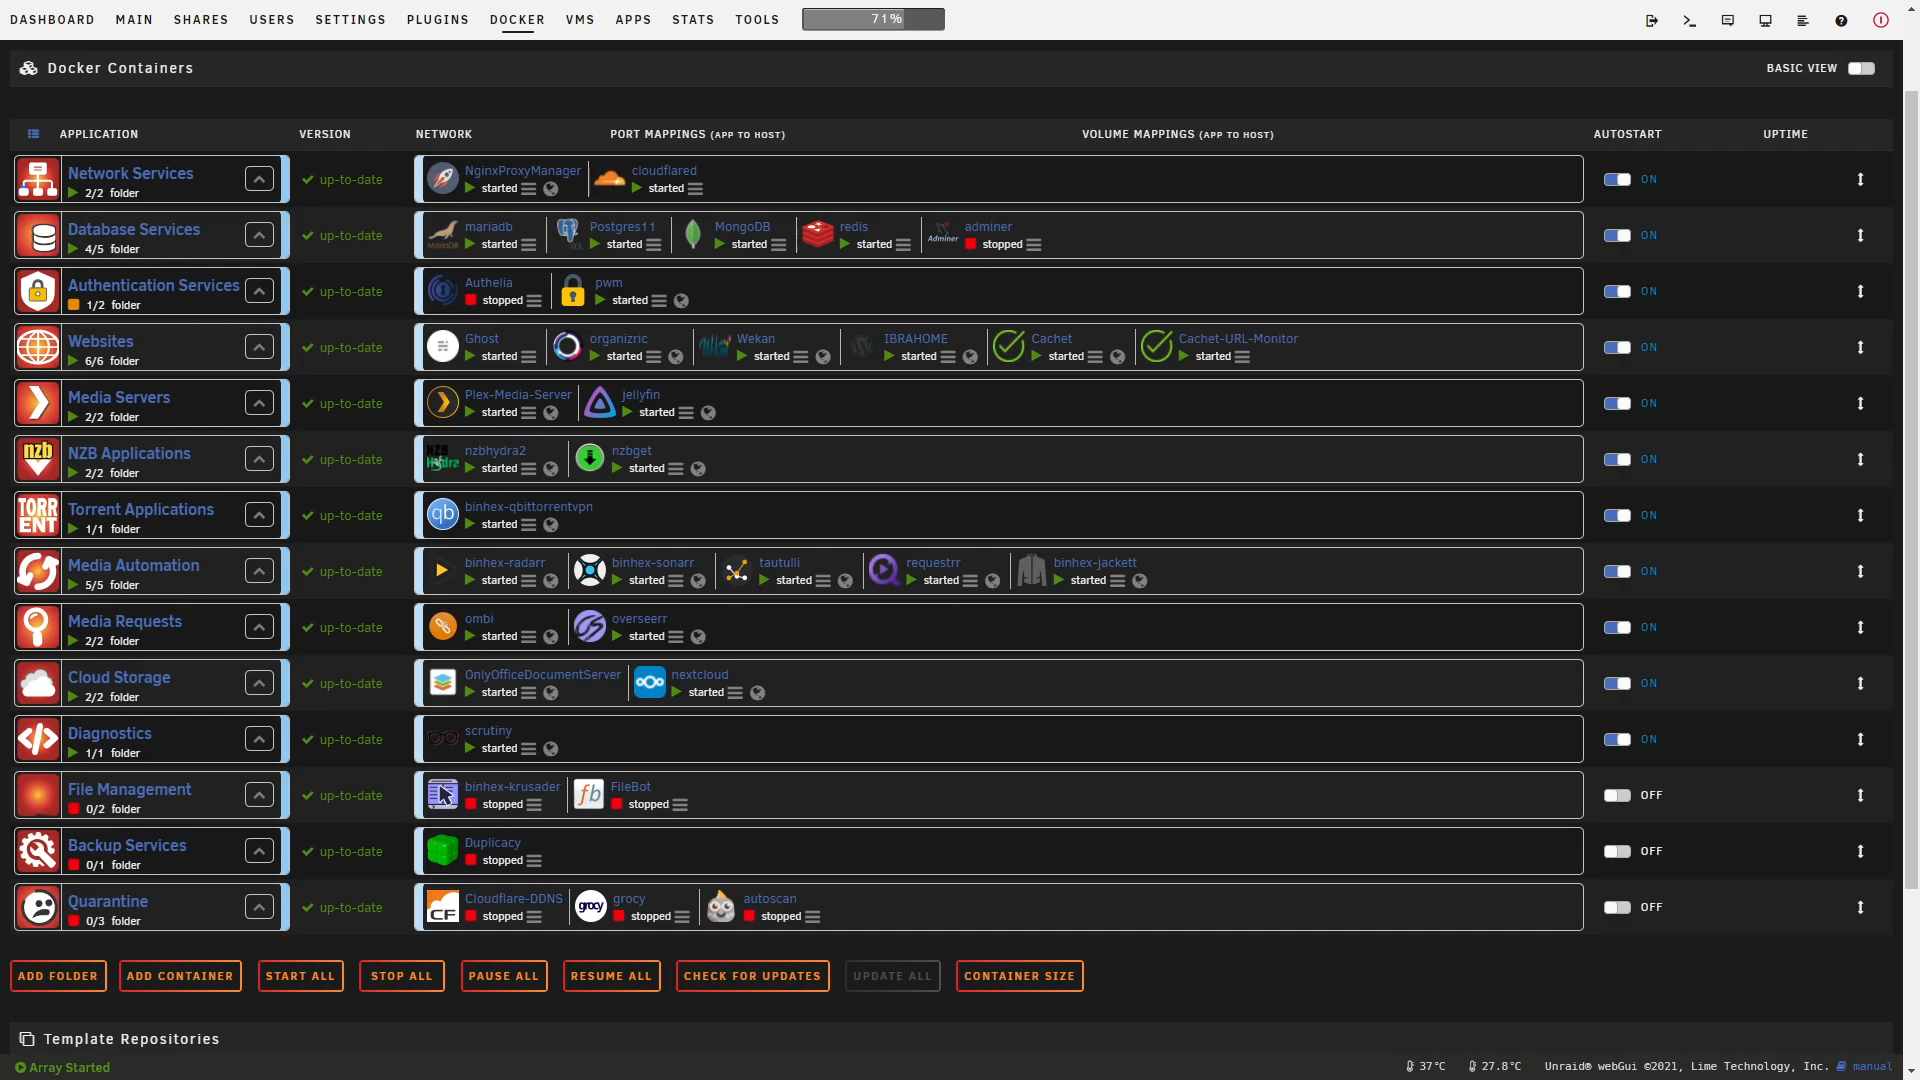 DASHBOARD MAIN SHARES USERS SETTINGS PLUGINS DOCKER VMS APPS STATS TOOLS 71%
Docker Containers
BASIC VIEW
APPLICATION VERSION NETWORK PORT MAPPINGS (APP TO HOST) VOLUME MAPPINGS (APP TO HOST) AUTOSTART UPTIME
Network Services
2/2 folder
up-to-date
NginxProxyManager cloudflared
started started
ON
Database Services
4/5 folder
up-to-date
MariaDB
SQL
Adminer
mariadb Postgres11 MongoDB redis adminer
started started started started stopped
ON
Authentication Services
1/2 folder
up-to-date
Authelia pwm
stopped started
ON
Websites
6/6 folder
up-to-date
Ghost organizric Wekan IBRAHOME Cachet Cachet-URL-Monitor
started started started started started started
ON
Media Servers
2/2 folder
up-to-date
Plex-Media-Server jellyfin
started started
ON
nzb
NZB Applications
2/2 folder
up-to-date
NZB
Hydra
nzbhydra2 nzbget
started started
ON
TORR
ENT
Torrent Applications
1/1 folder
up-to-date
qb
binhex-qbittorrentvpn
started
ON
Media Automation
5/5 folder
up-to-date
binhex-radarr binhex-sonarr tautulli requestrr binhex-jackett
started started started started started
ON
Media Requests
2/2 folder
up-to-date
ombi overseerr
started started
ON
Cloud Storage
2/2 folder
up-to-date
OnlyOfficeDocumentServer nextcloud
started started
ON
Diagnostics
1/1 folder
up-to-date
scrutiny
started
ON
File Management
0/2 folder
up-to-date
binhex-krusader fb FileBot
stopped stopped
OFF
Backup Services
0/1 folder
up-to-date
Duplicacy
stopped
OFF
Quarantine
0/3 folder
up-to-date
CF
Cloudflare-DDNS grocy grocy autoscan
stopped stopped stopped
OFF
ADD FOLDER ADD CONTAINER START ALL STOP ALL PAUSE ALL RESUME ALL CHECK FOR UPDATES UPDATE ALL CONTAINER SIZE
Template Repositories
Array Started
37°C 27.8°C Unraid® webGui ©2021, Lime Technology, Inc. manual